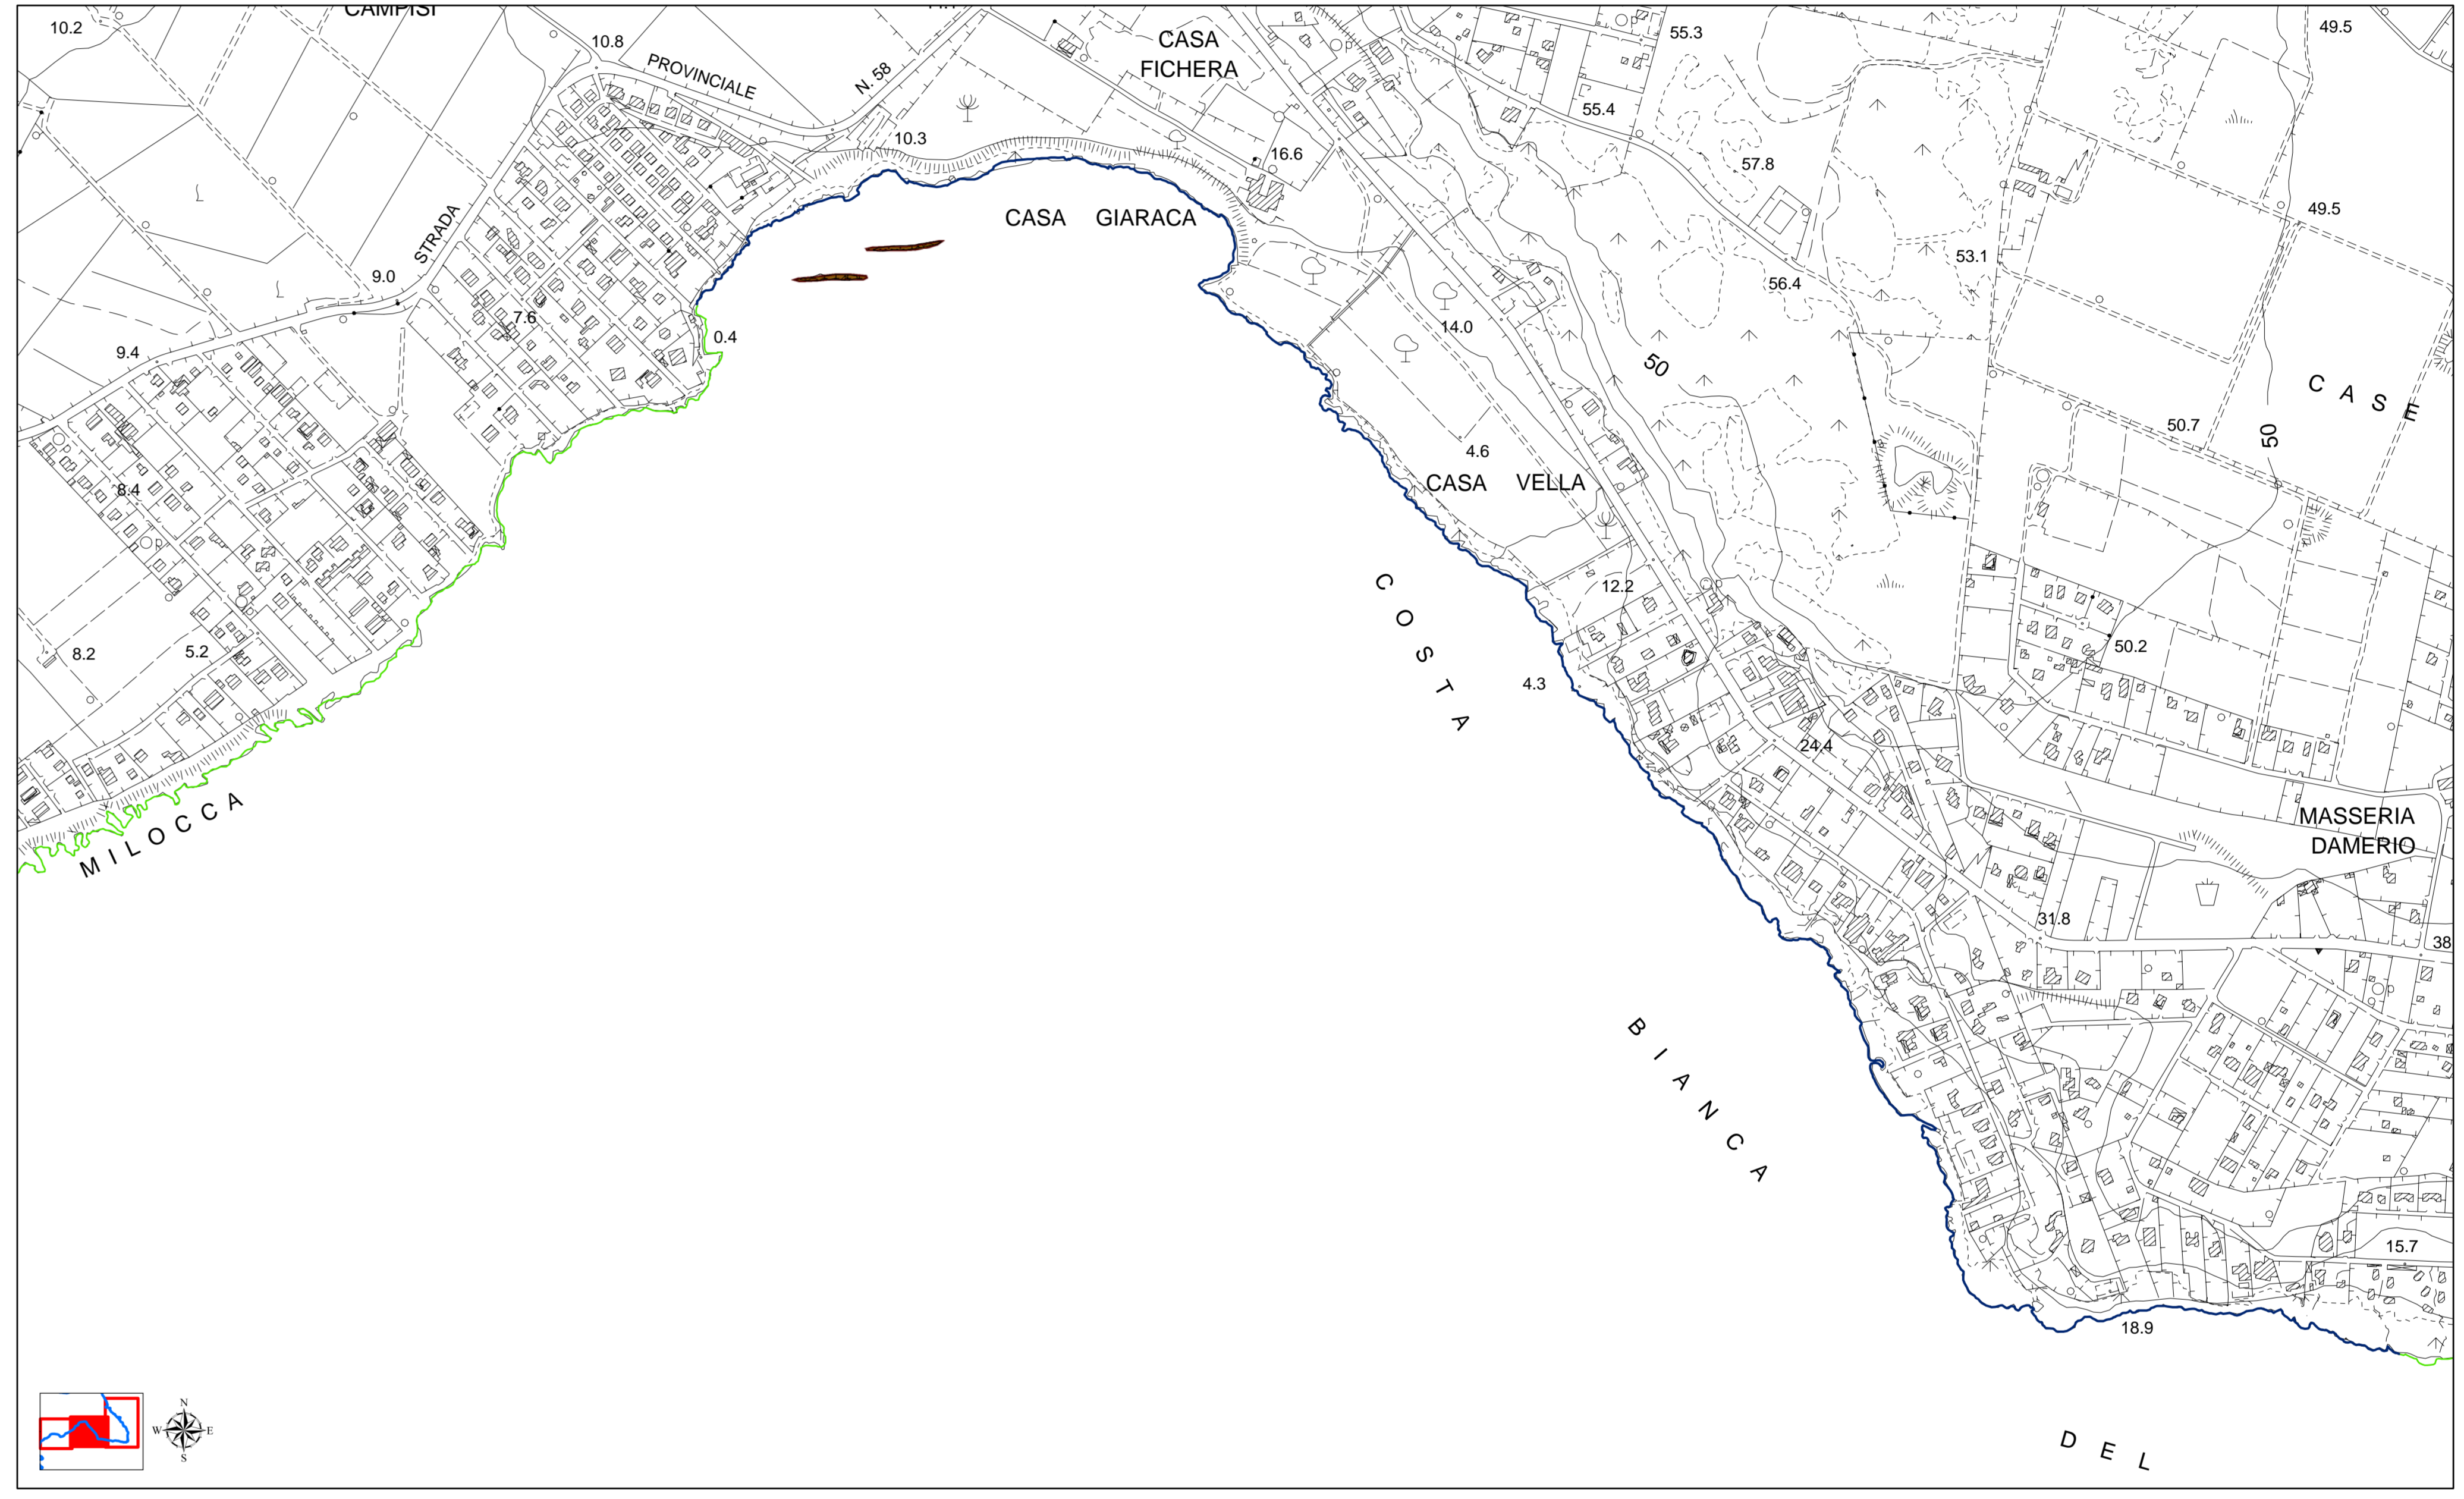 CAMPISI
10.2
10.8
PROVINCIALE
N. 58
CASA
FICHERA
55.3
49.5
55.4
10.3
16.6
57.8
STRADA
CASA GIARACA
49.5
53.1
9.0
56.4
7.6
0.4
14.0
9.4
50
CASE
50.7
50
4.6
CASA VELLA
8.4
12.2
COSTA
8.2
5.2
50.2
4.3
24.4
MILOCCA
MASSERIA
DAMERIO
31.8
38
BIANCA
15.7
18.9
DEL
N
W E
S